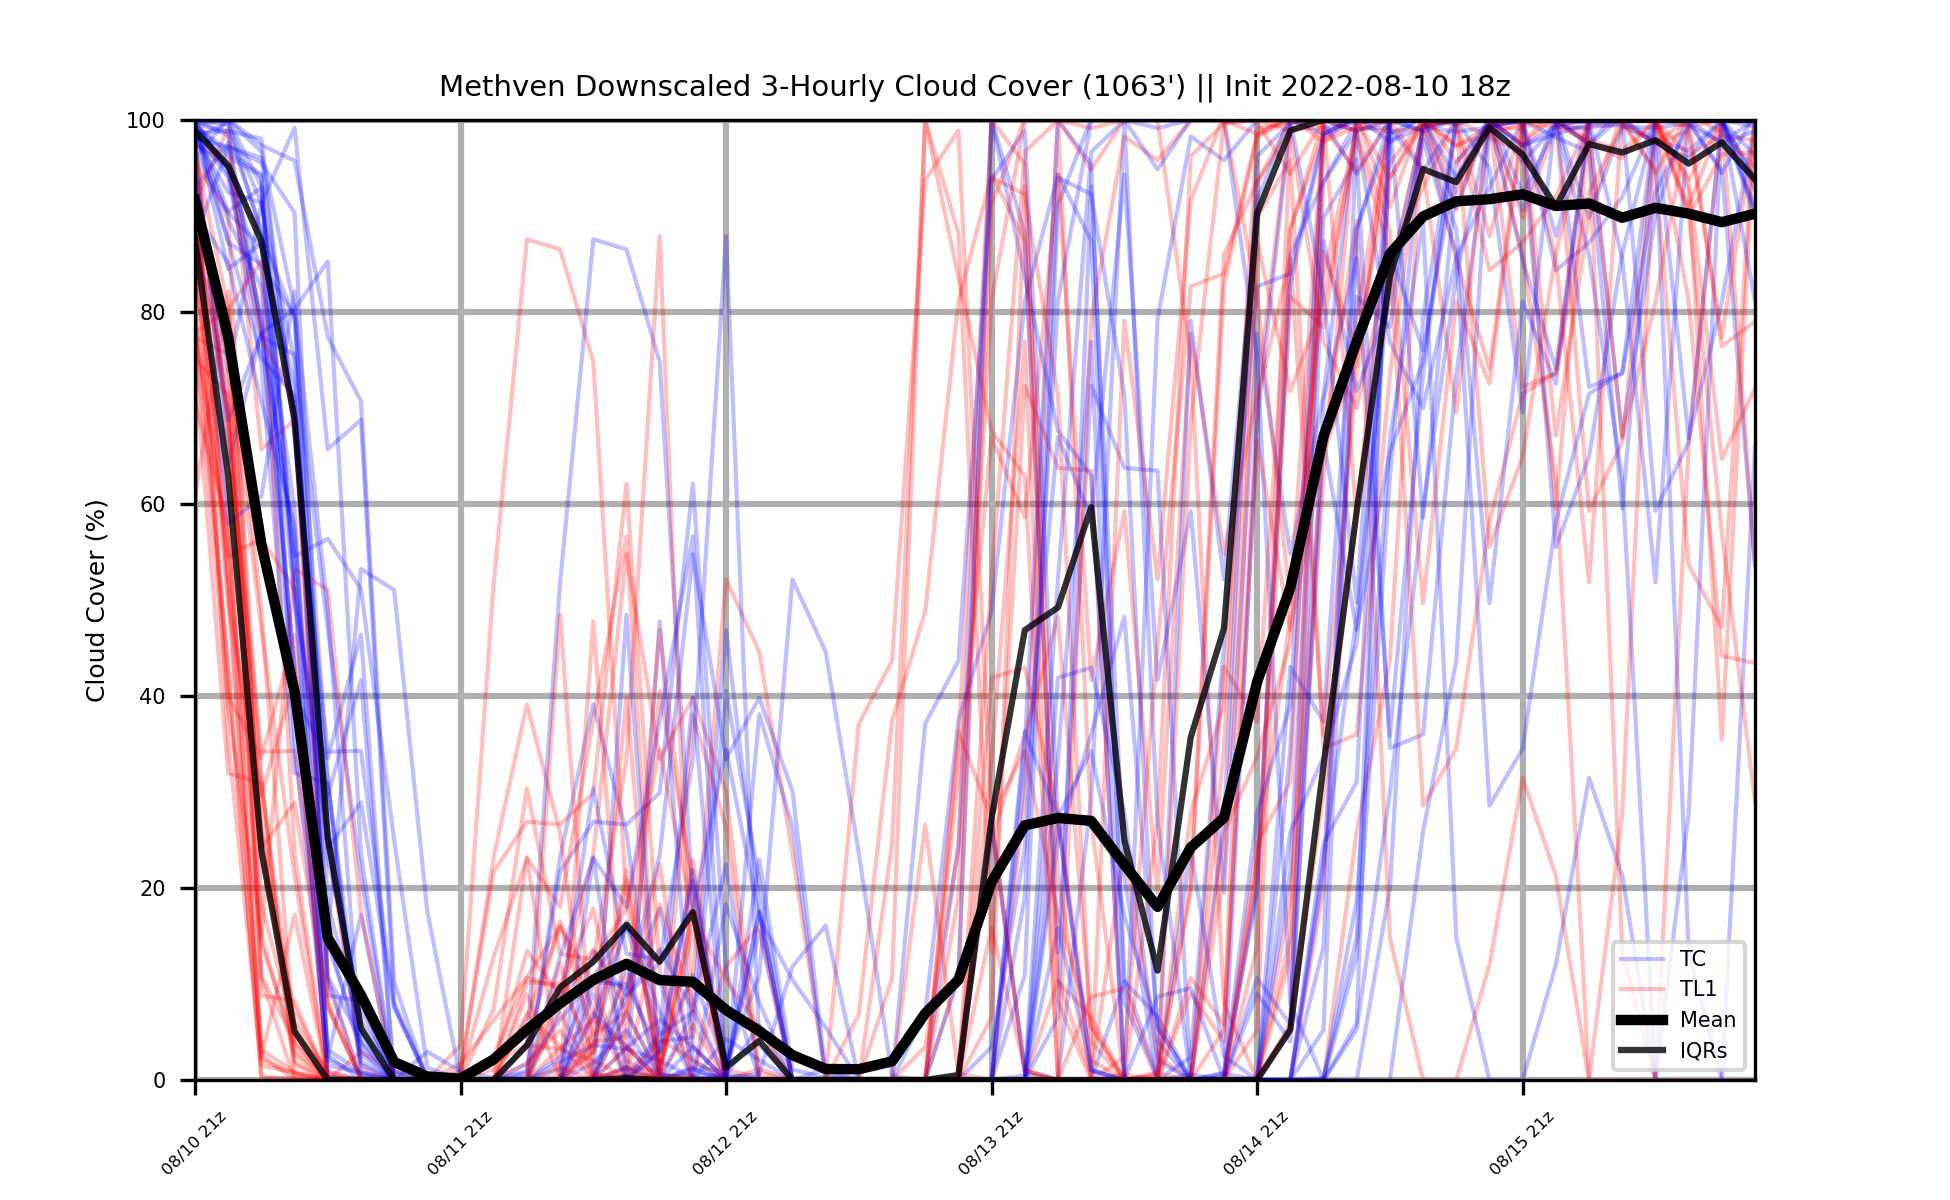 Methven Downscaled 3-Hourly Cloud Cover (1063') || Init 2022-08-10 18z
Cloud Cover (%)
100
80
60
40
20
0
TC
TL1
Mean
IQRs
08/10 21z
08/11 21z
08/12 21z
08/13 21z
08/14 21z
08/15 21z